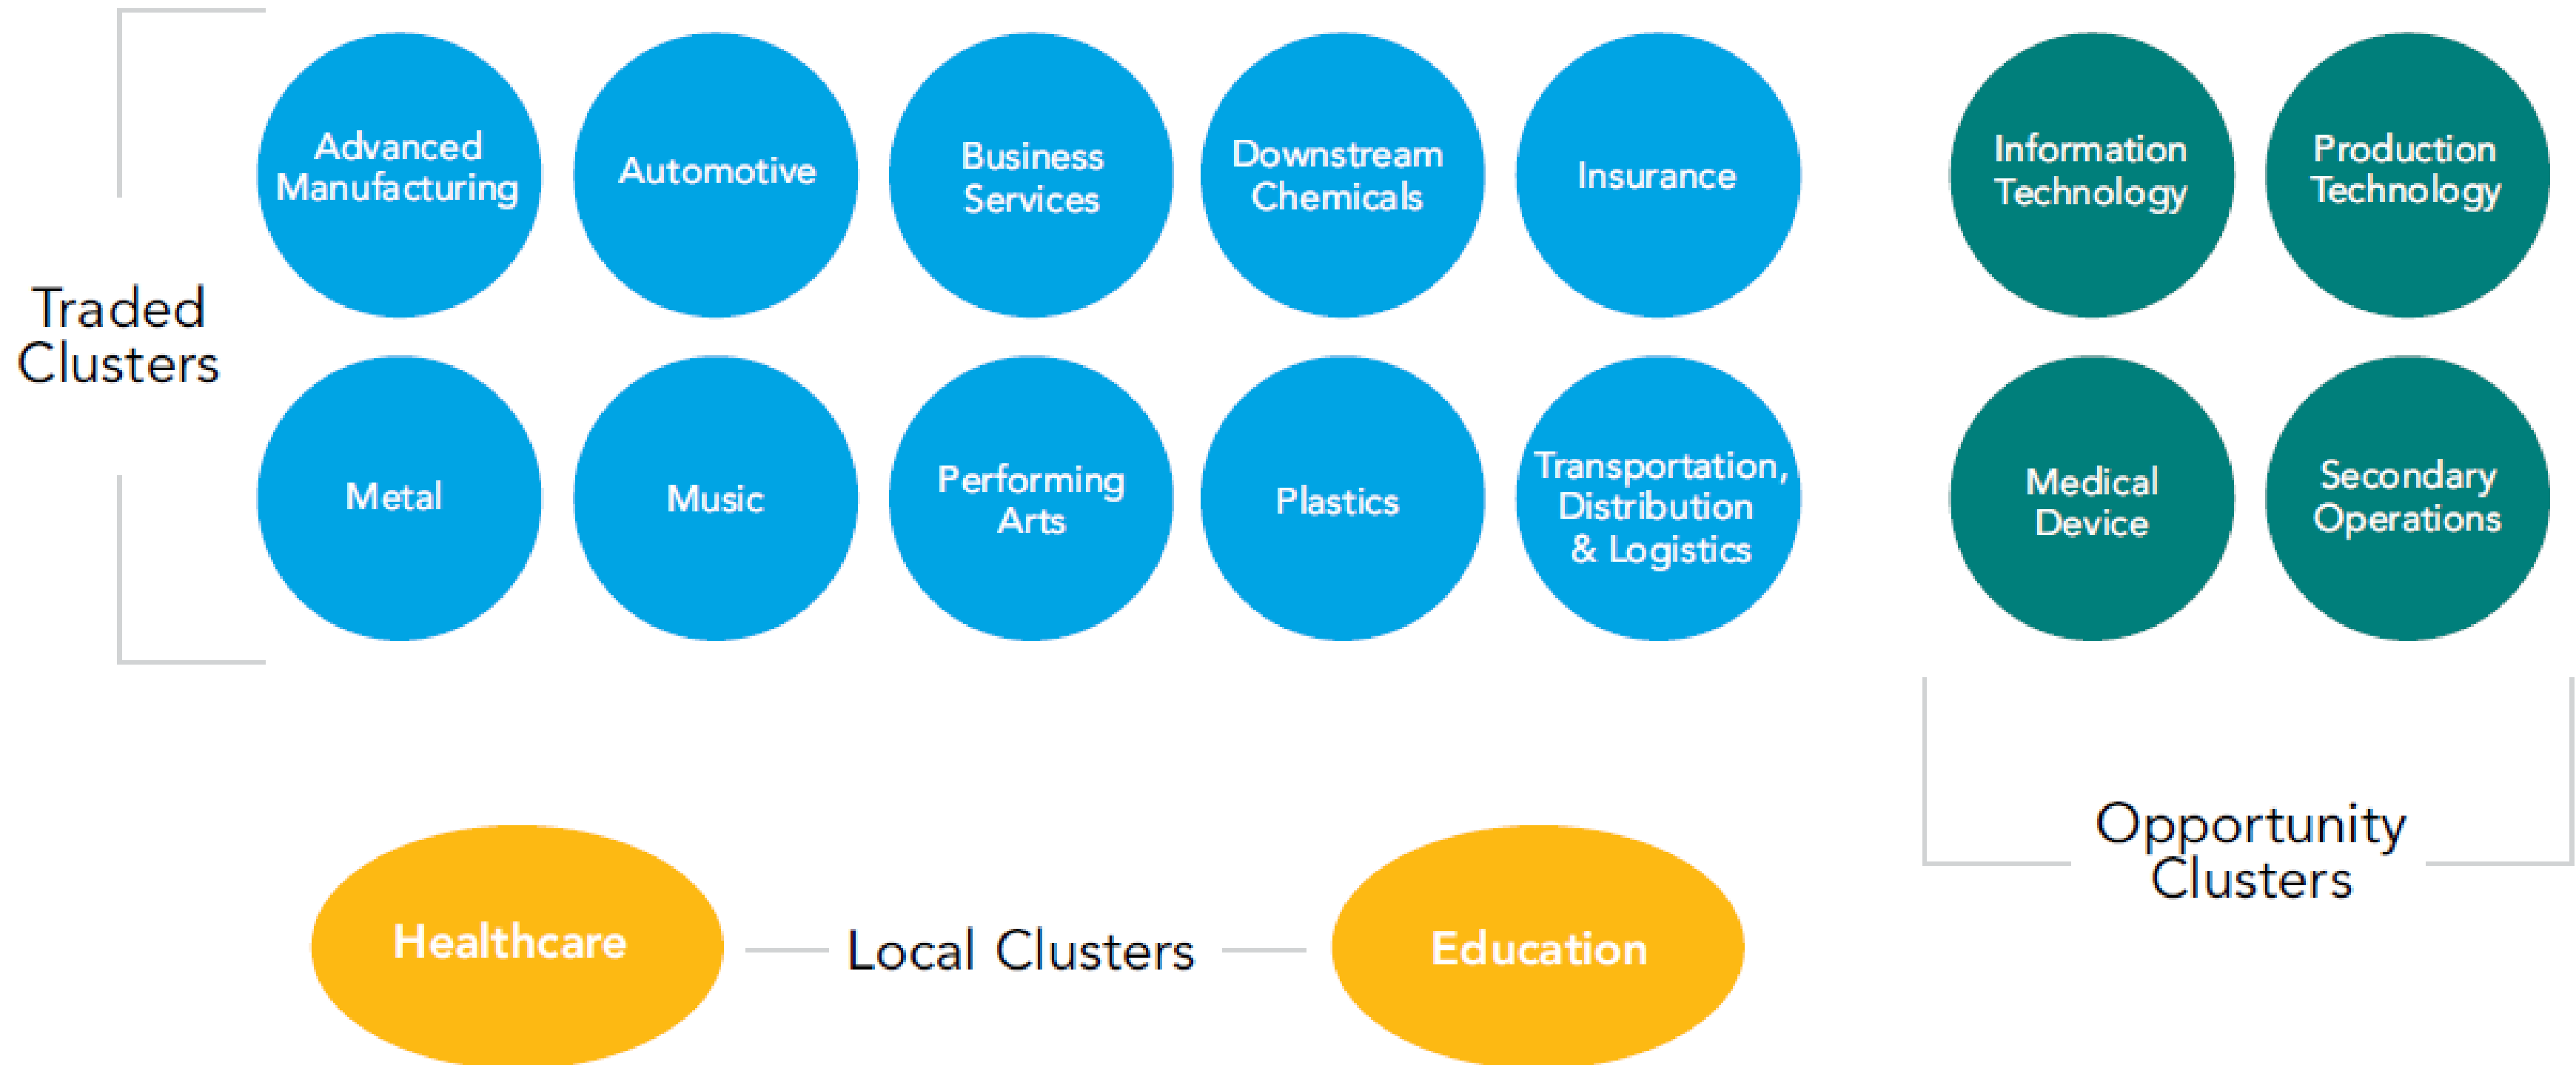 Traded
Clusters
Advanced
Manufacturing
Automotive
Business
Services
Downstream
Chemicals
Insurance
Metal
Music
Performing
Arts
Plastics
Transportation,
Distribution
& Logistics
Information
Technology
Production
Technology
Medical
Device
Secondary
Operations
Opportunity
Clusters
Healthcare
Local Clusters
Education